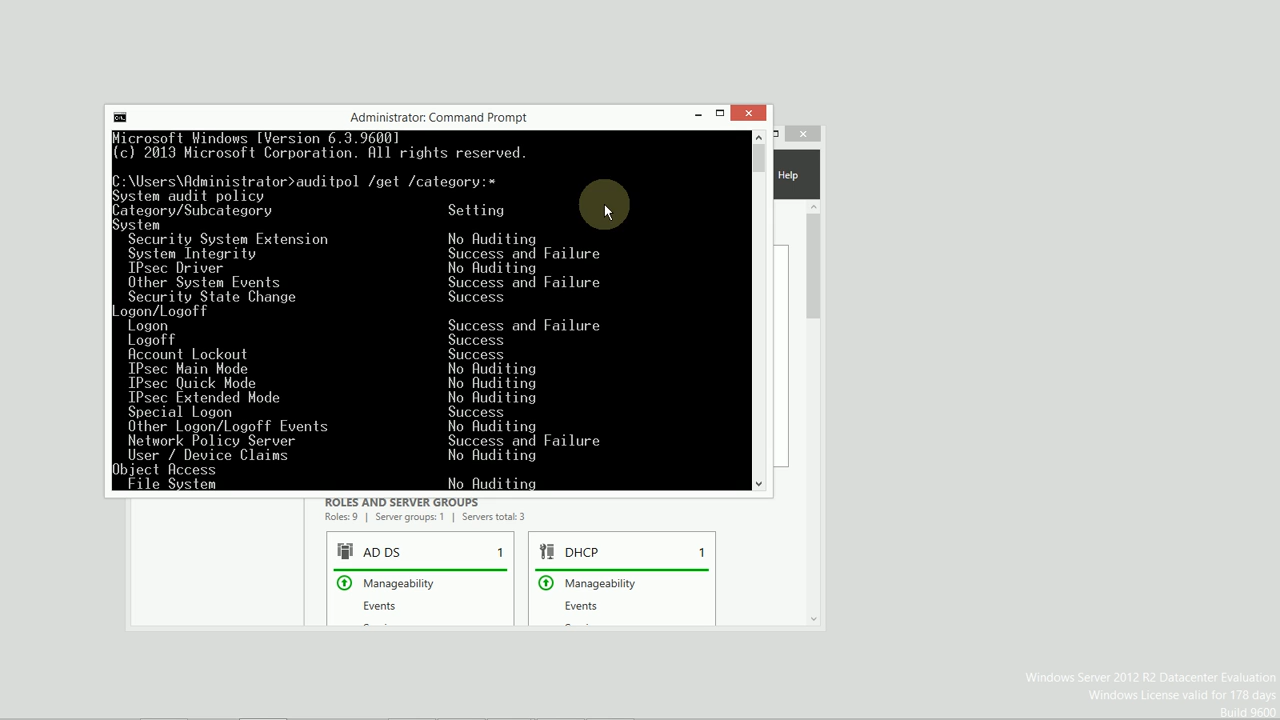 Administrator: Command Prompt
Microsoft Windows [Version 6.3.9600]
(c) 2013 Microsoft Corporation. All rights reserved.
C:\Users\Administrator>auditpol /get /category:*
System audit policy
Category/Subcategory Setting
System
Security System Extension No Auditing
System Integrity Success and Failure
IPsec Driver No Auditing
Other System Events Success and Failure
Security State Change Success
Logon/Logoff
Logon Success and Failure
Logoff Success
Account Lockout Success
IPsec Main Mode No Auditing
IPsec Quick Mode No Auditing
IPsec Extended Mode No Auditing
Special Logon Success
Other Logon/Logoff Events No Auditing
Network Policy Server Success and Failure
User / Device Claims No Auditing
Object Access
File System No Auditing
Help
ROLES AND SERVER GROUPS
Roles: 9 | Server groups: 1 | Servers total: 3
AD DS 1
Manageability
Events
DHCP 1
Manageability
Events
Windows Server 2012 R2 Datacenter Evaluation
Windows License valid for 178 days
Build 9600